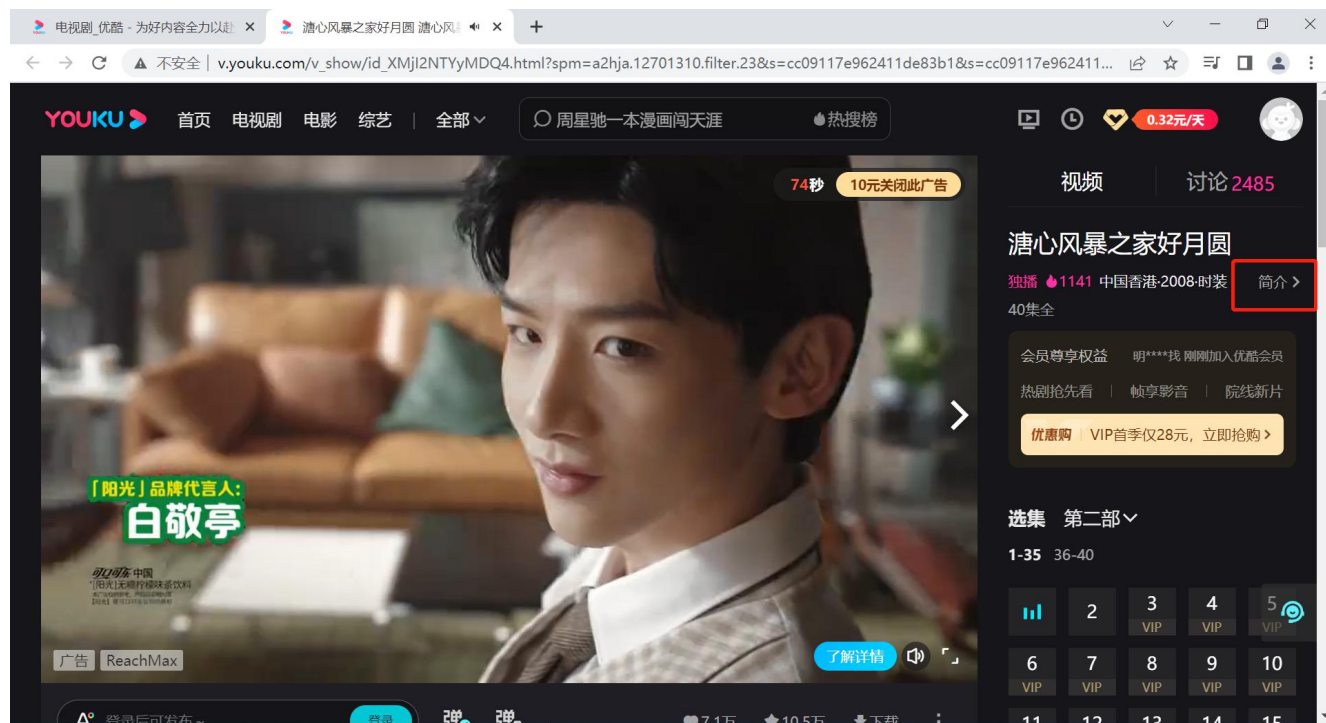 电视剧_优酷 - 为好内容全力以赴
溏心风暴之家好月圆 溏心风
不安全 | v.youku.com/v_show/id_XMjI2NTYyMDQ4.html?spm=a2hja.12701310.filter.23&s=cc09117e962411de83b1&s=cc09117e962411...
YOUKU 首页 电视剧 电影 综艺 | 全部 周星驰一本漫画闯天涯 热搜榜 0.32元/天
74秒 10元关闭此广告
视频 讨论 2485
溏心风暴之家好月圆
独播 1141 中国香港·2008·时装 简介
40集全
会员尊享权益 明****找 刚刚加入优酷会员
热剧抢先看 | 帧享影音 | 院线新片
优惠购 | VIP首季仅28元，立即抢购
「阳光」品牌代言人:
白敬亭
可口可乐 中国
选集 第二部
1-35 36-40
2 3 VIP 4 VIP 5 VIP
6 VIP 7 VIP 8 VIP 9 VIP 10 VIP
11 12 13 14 15
广告 ReachMax 了解详情
登录后可发布~ 登录 弹 弹 7.1万 10.5万 下载